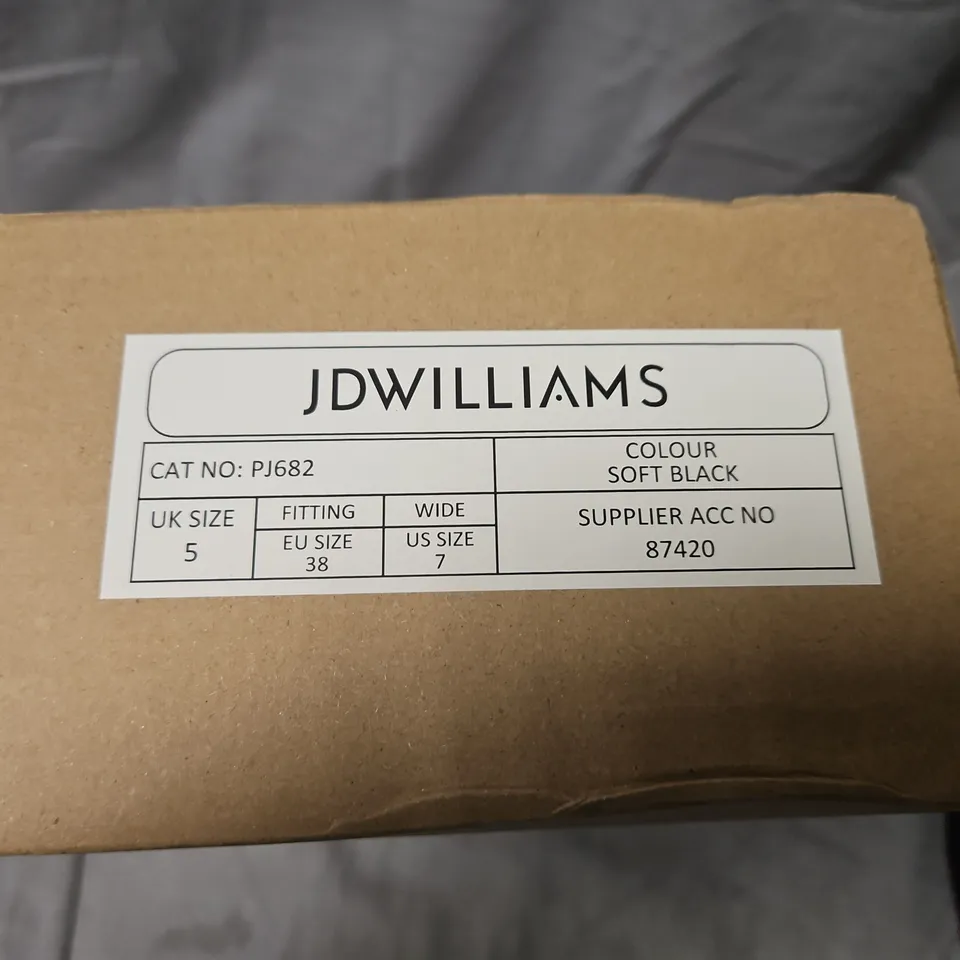 JDWILLIAMS
CAT NO: PJ682
COLOUR
SOFT BLACK
UK SIZE
5
FITTING
WIDE
EU SIZE
38
US SIZE
7
SUPPLIER ACC NO
87420